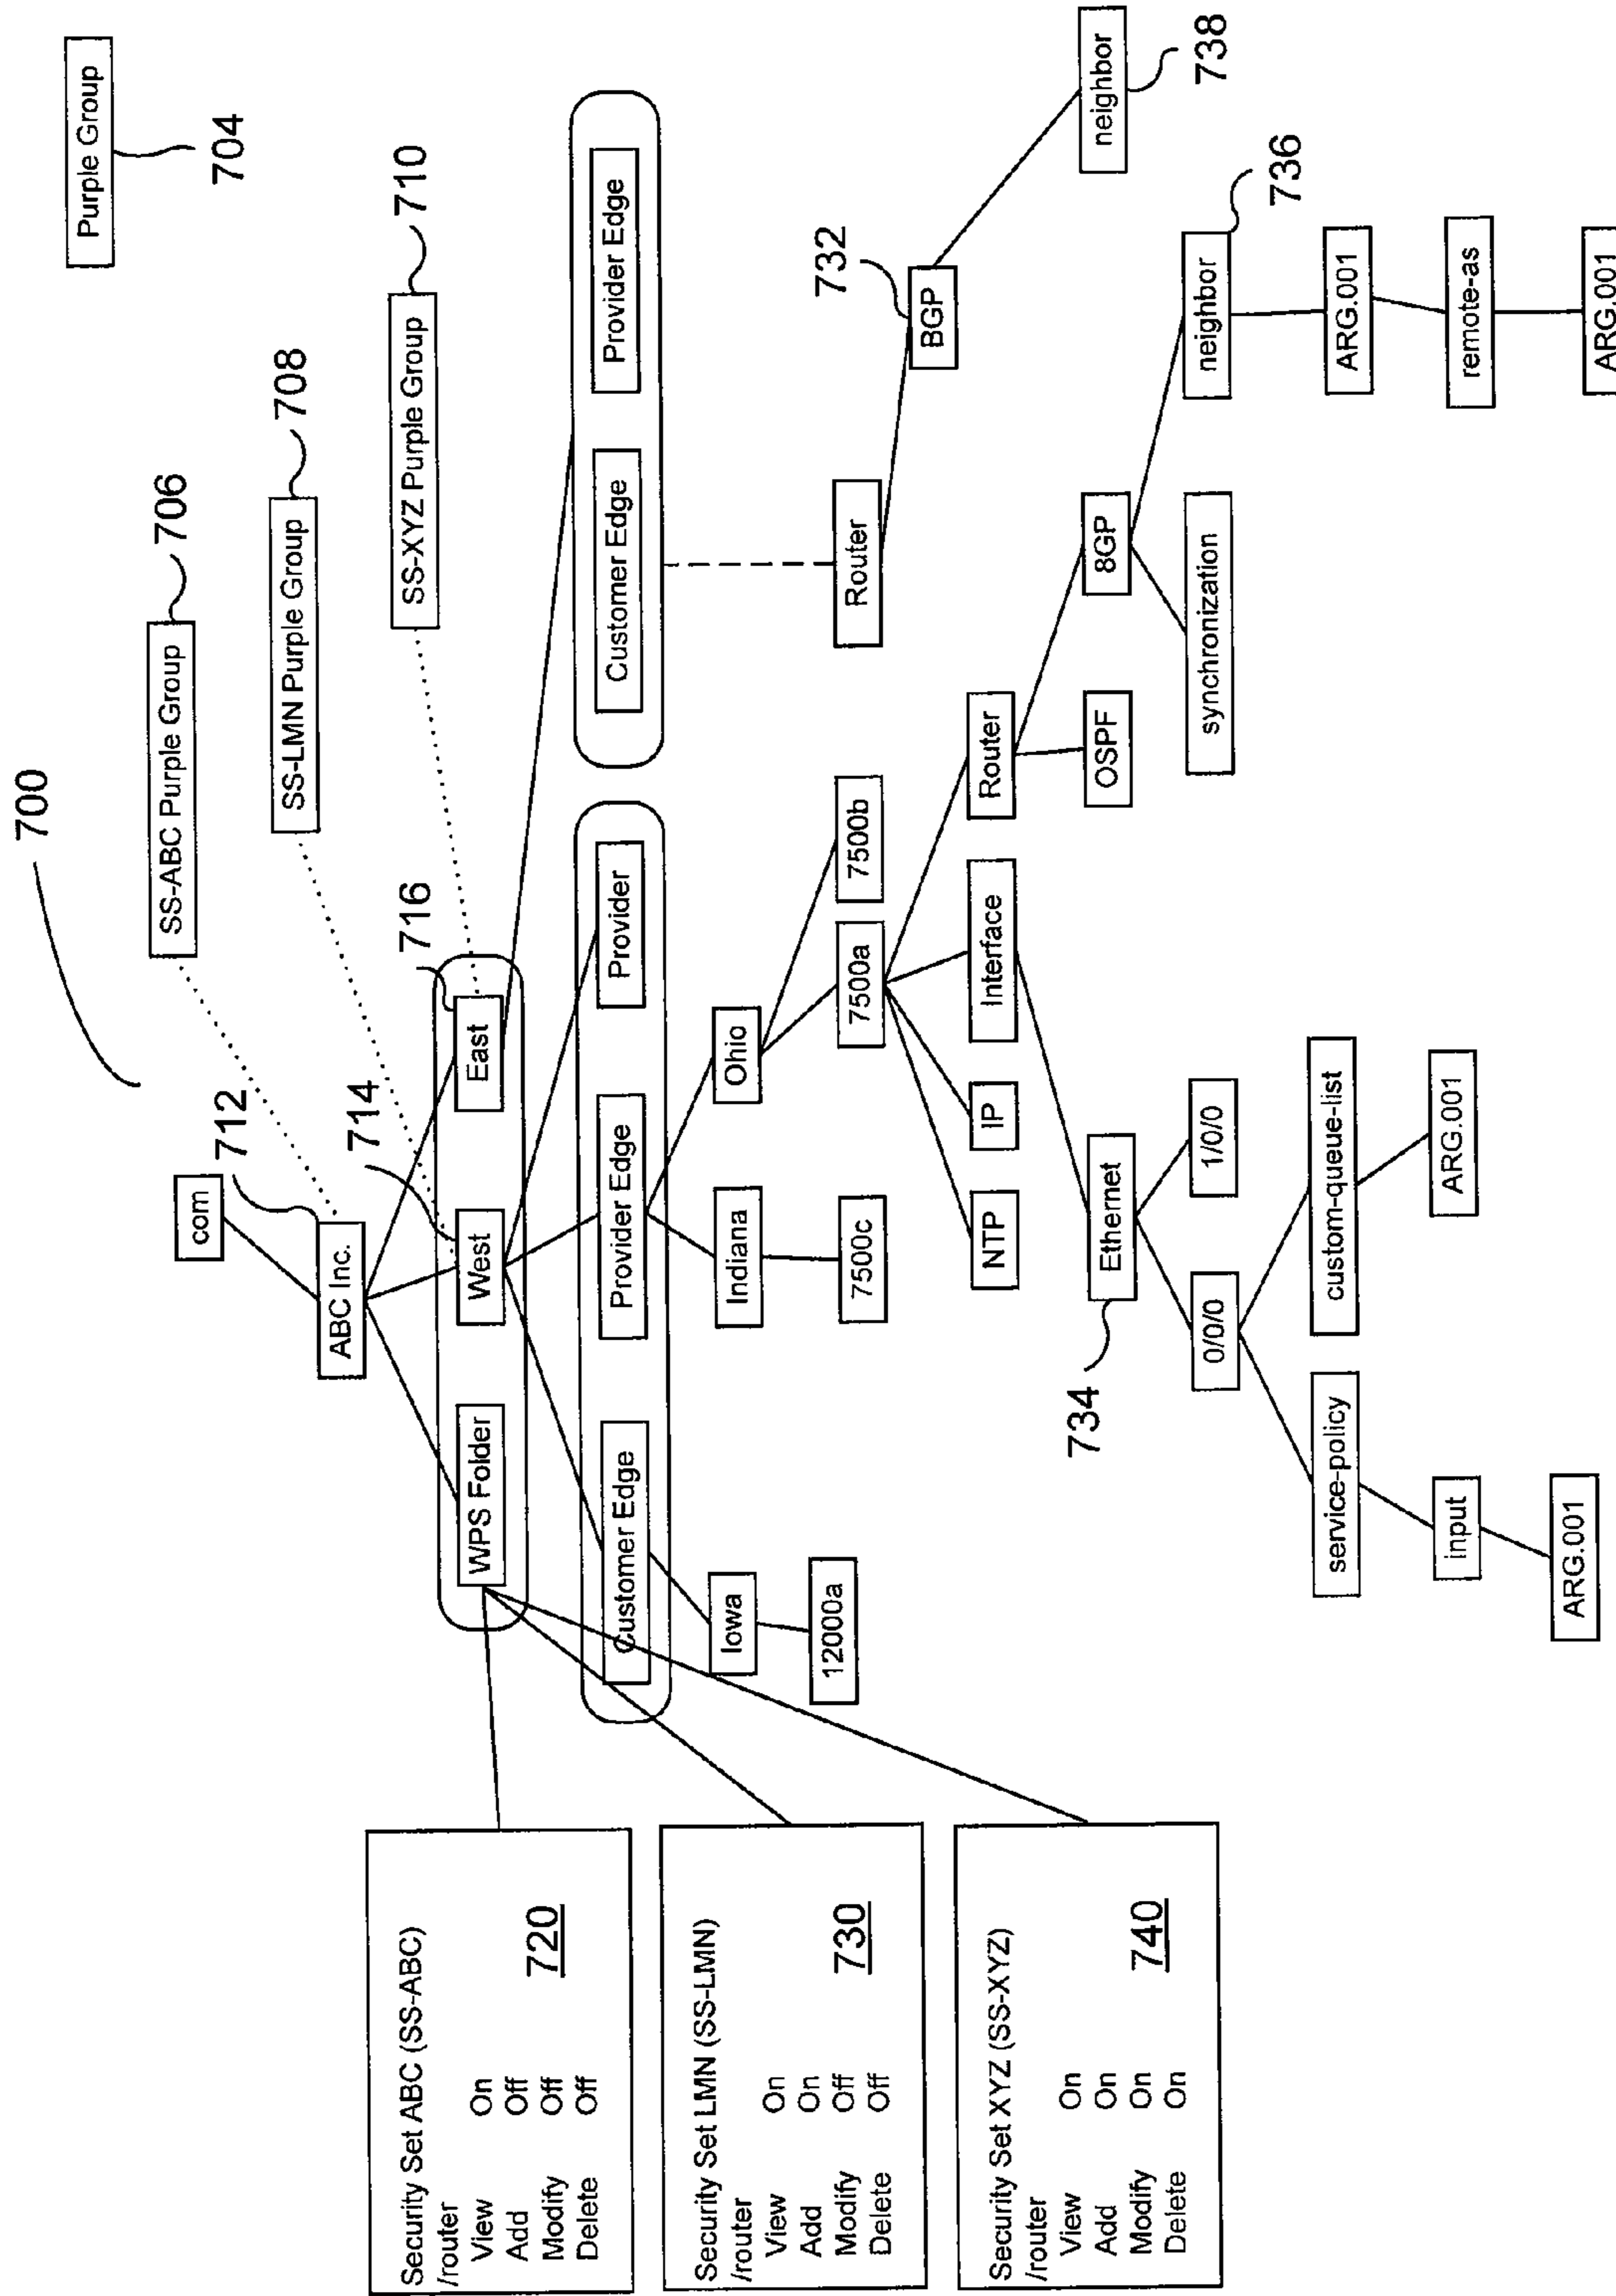 700
Purple Group
704
SS-ABC Purple Group
706
SS-LMN Purple Group
708
SS-XYZ Purple Group
710
com
712
ABC Inc.
714
716
WPS Folder
West
East
Customer Edge
Provider Edge
Provider
Customer Edge
Provider Edge
Iowa
Indiana
Ohio
12000a
7500c
7500a
7500b
Router
732
BGP
NTP
IP
Interface
Router
734
Ethernet
OSPF
8GP
neighbor
738
0/0/0
1/0/0
synchronization
neighbor
736
service-policy
custom-queue-list
ARG.001
input
ARG.001
remote-as
ARG.001
ARG.001
Security Set ABC (SS-ABC)
/router
View On
Add Off
Modify Off
Delete Off
720
Security Set LMN (SS-LMN)
/router
View On
Add On
Modify Off
Delete Off
730
Security Set XYZ (SS-XYZ)
/router
View On
Add On
Modify On
Delete On
740